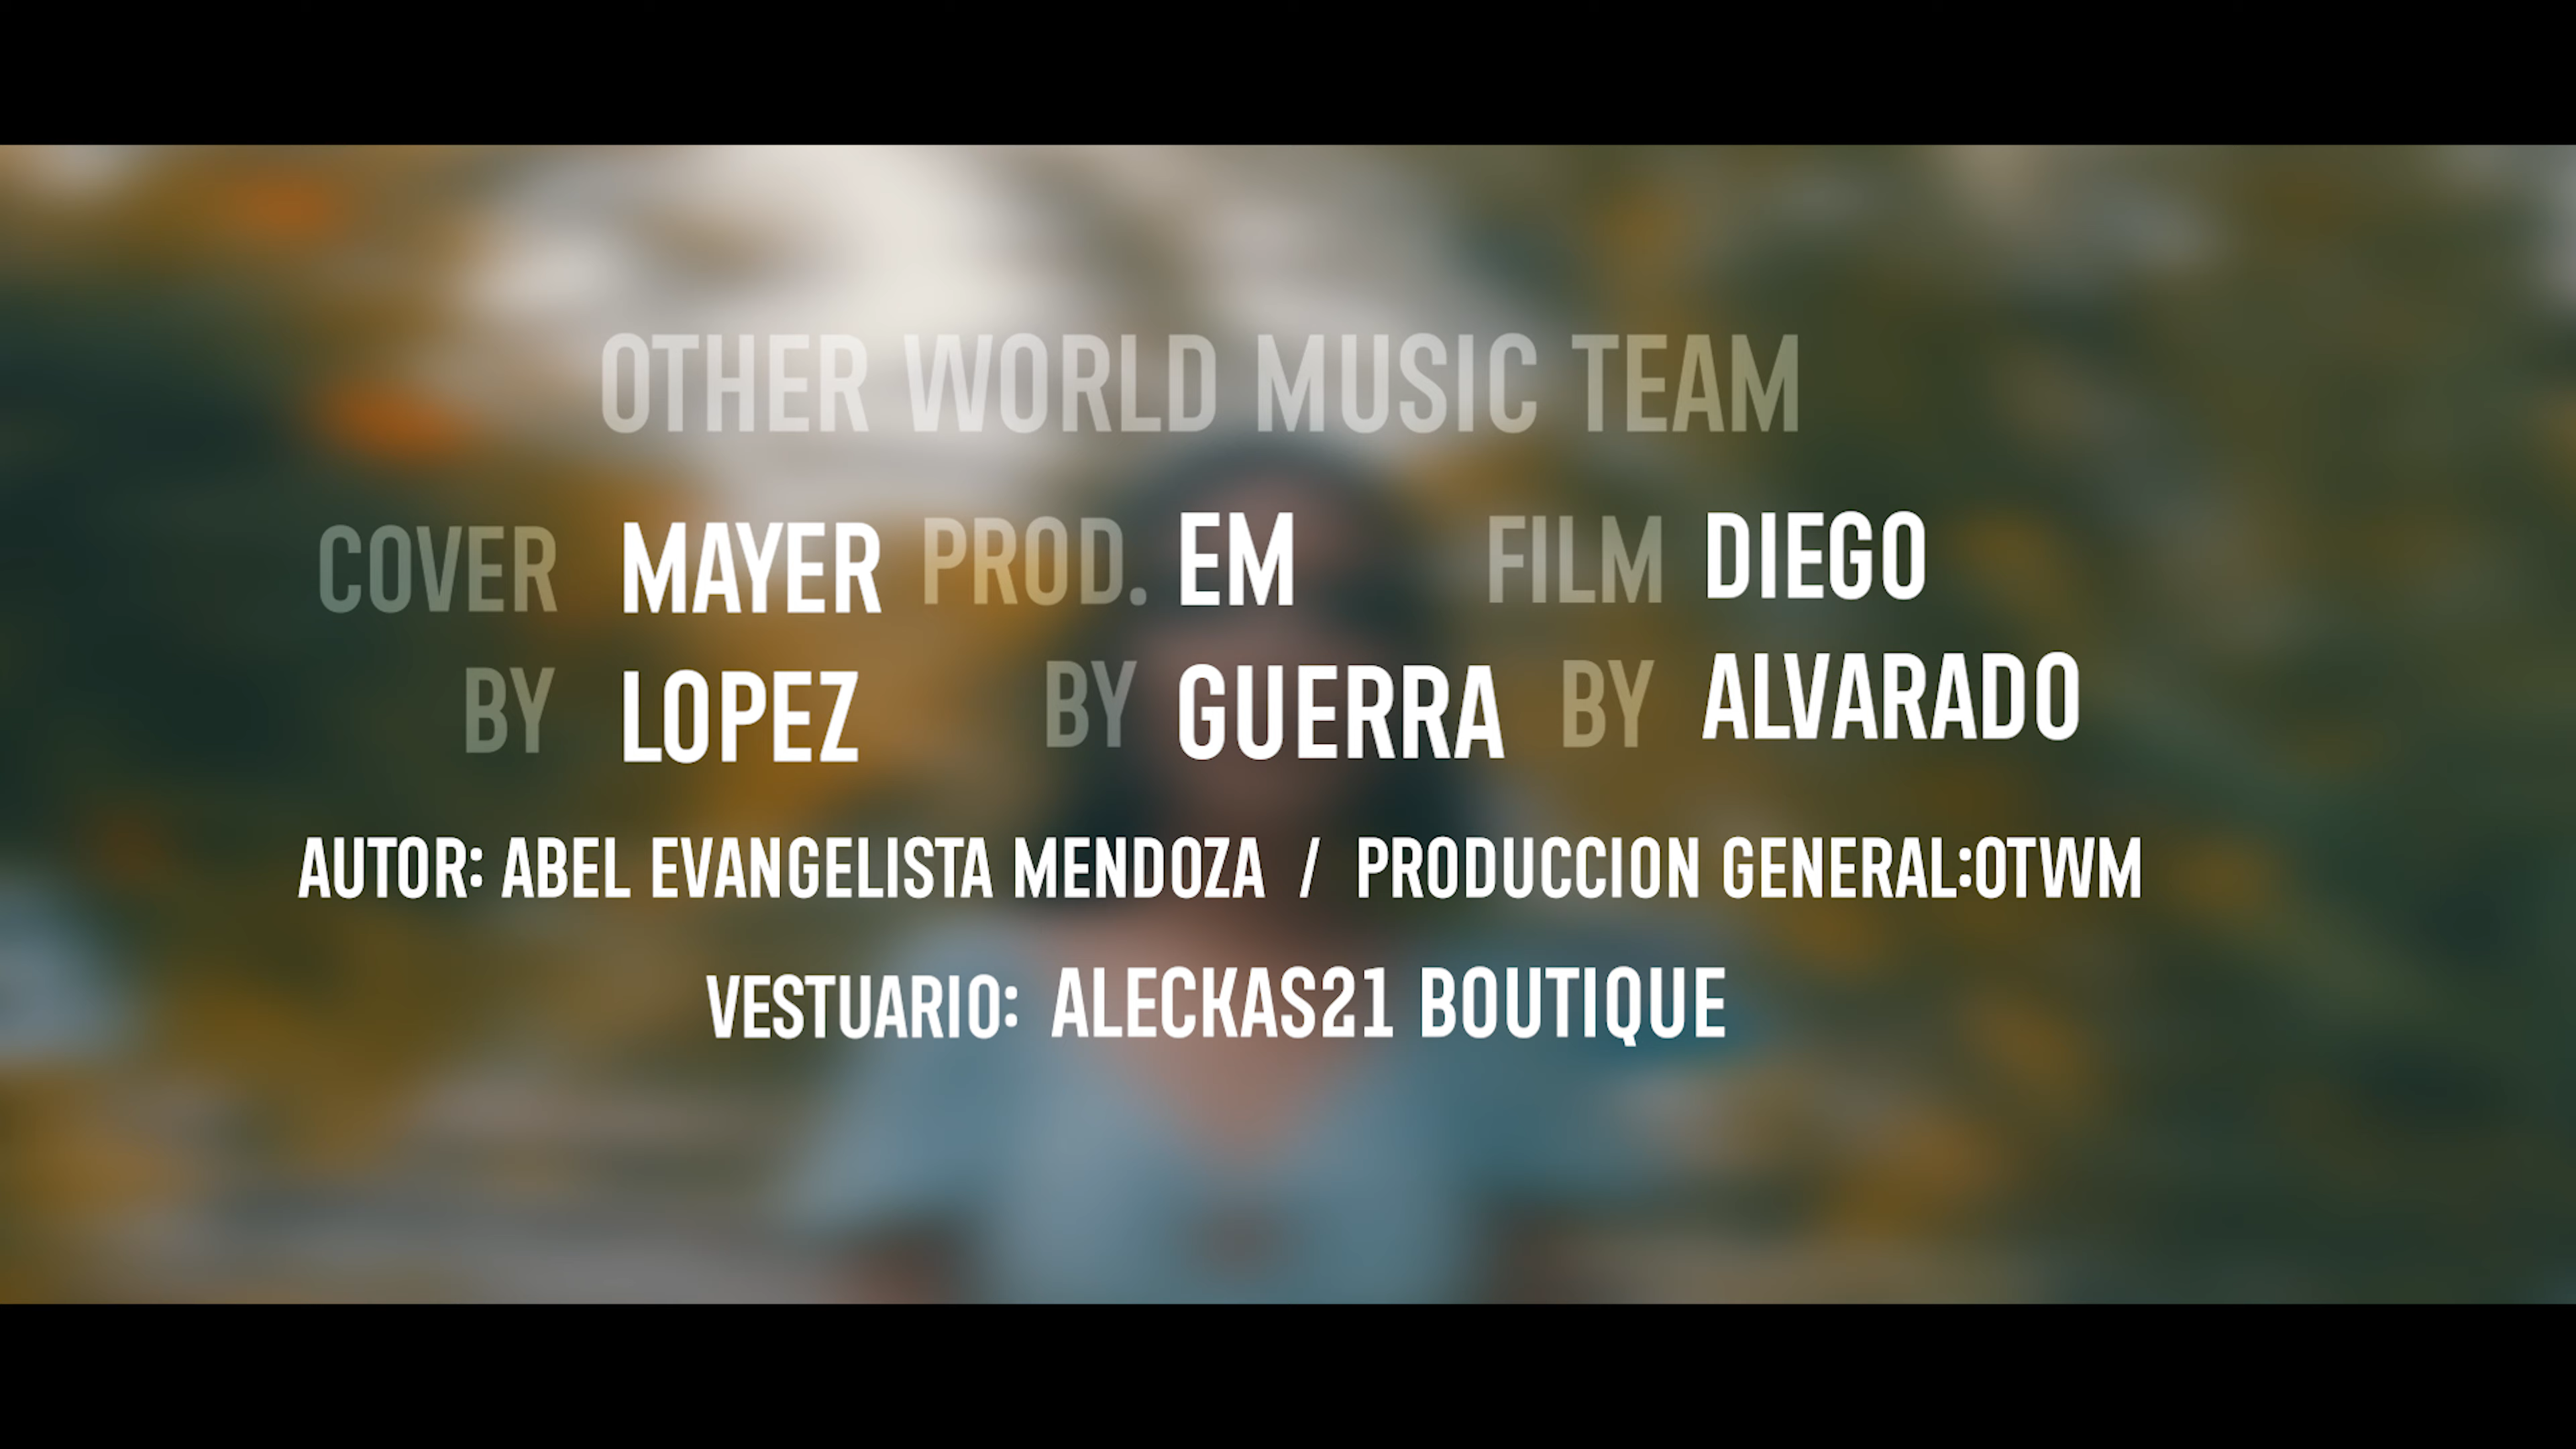 OTHER WORLD MUSIC TEAM
COVER BY MAYER LOPEZ
PROD. BY EM GUERRA
FILM BY DIEGO ALVARADO
AUTOR: ABEL EVANGELISTA MENDOZA / PRODUCCION GENERAL:OTWM
VESTUARIO: ALECKAS21 BOUTIQUE